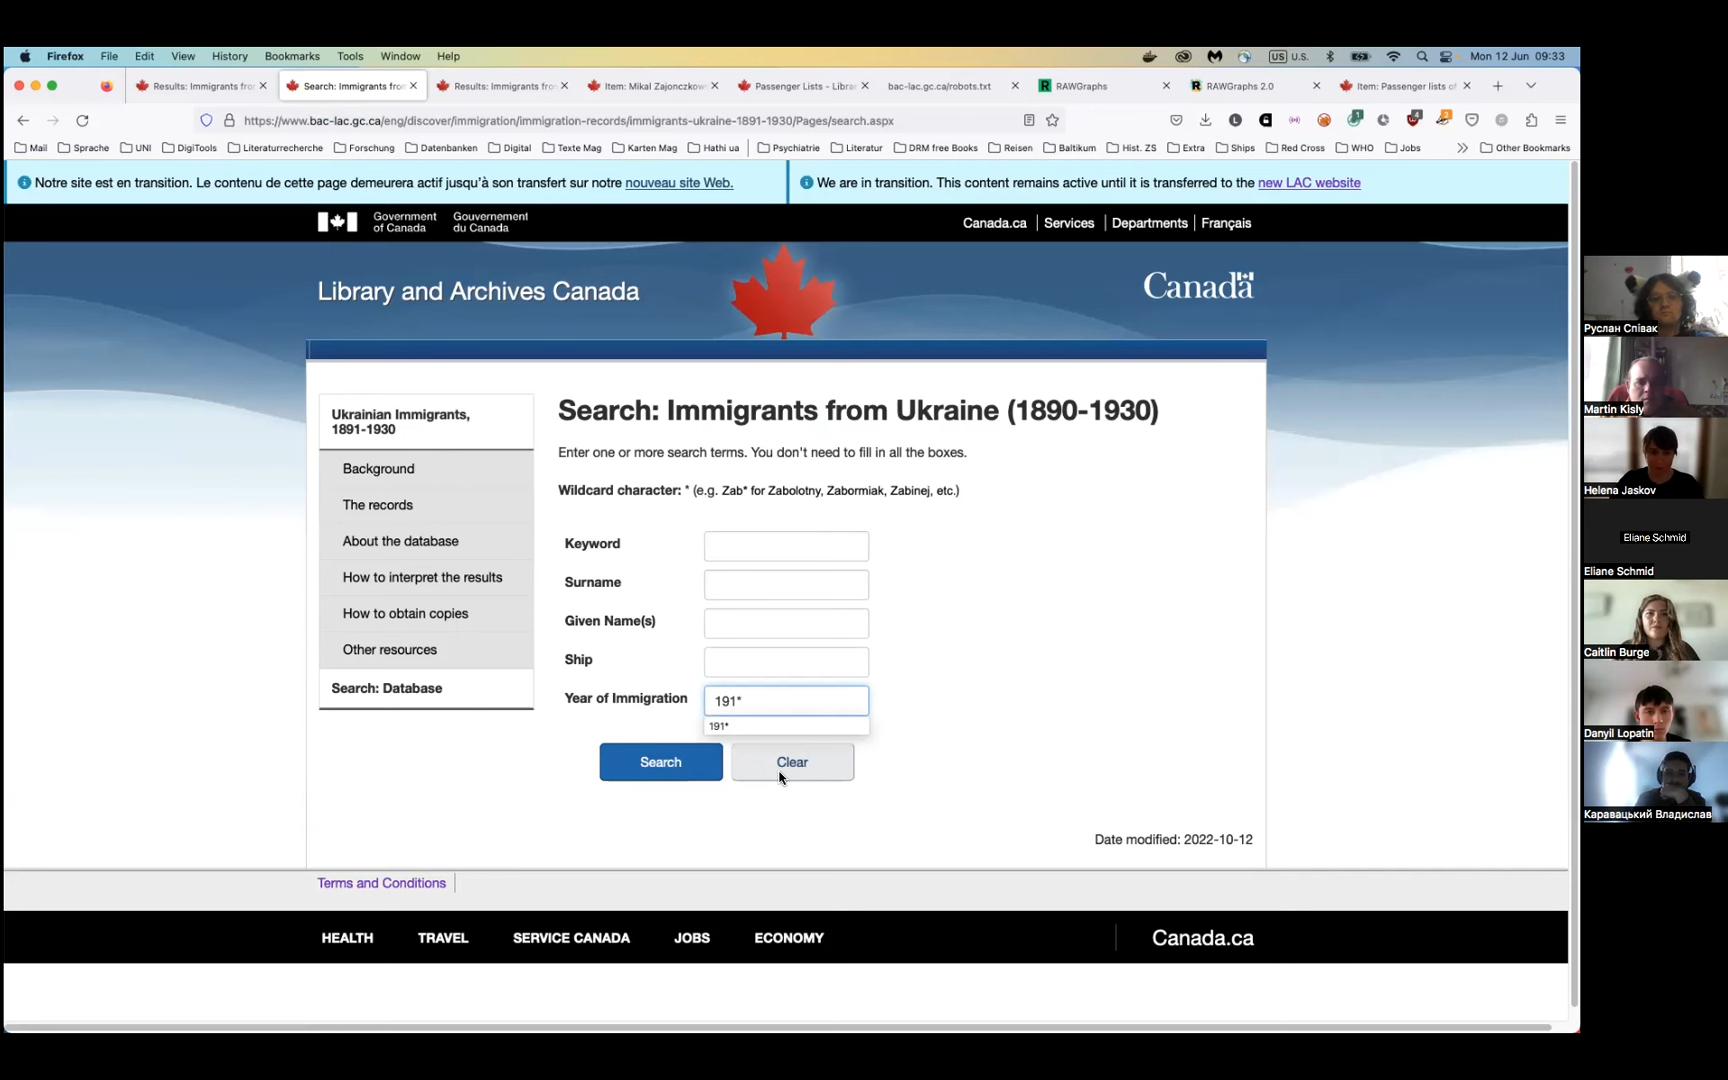 Firefox File Edit View History Bookmarks Tools Window Help
US U.S.
Mon 12 Jun 09:33
Results: Immigrants fro
Search: Immigrants fro
Results: Immigrants fro
Item: Mikal Zajonczkow
Passenger Lists - Libra
bac-lac.gc.ca/robots.txt
RAWGraphs
RAWGraphs 2.0
Item: Passenger lists of
https://www.bac-lac.gc.ca/eng/discover/immigration/immigration-records/immigrants-ukraine-1891-1930/Pages/search.aspx
Mail Sprache UNI DigiTools Literaturrecherche Forschung Datenbanken Digital Texte Mag Karten Mag Hathi ua Psychiatrie Literatur DRM free Books Reisen Baltikum Hist. ZS Extra Ships Red Cross WHO Jobs Other Bookmarks
Notre site est en transition. Le contenu de cette page demeurera actif jusqu'à son transfert sur notre nouveau site Web.
We are in transition. This content remains active until it is transferred to the new LAC website
Government of Canada
Gouvernement du Canada
Canada.ca | Services | Departments | Français
Library and Archives Canada
Canada
Ukrainian Immigrants,
1891-1930
Background
The records
About the database
How to interpret the results
How to obtain copies
Other resources
Search: Database
Search: Immigrants from Ukraine (1890-1930)
Enter one or more search terms. You don't need to fill in all the boxes.
Wildcard character: * (e.g. Zab* for Zabolotny, Zabormiak, Zabinej, etc.)
Keyword
Surname
Given Name(s)
Ship
Year of Immigration 191*
191*
Search Clear
Date modified: 2022-10-12
Terms and Conditions
HEALTH TRAVEL SERVICE CANADA JOBS ECONOMY
Canada.ca
Руслан Співак
Martin Kisly
Helena Jaskov
Eliane Schmid
Eliane Schmid
Caitlin Burge
Danyil Lopatin
Каравацький Владислав